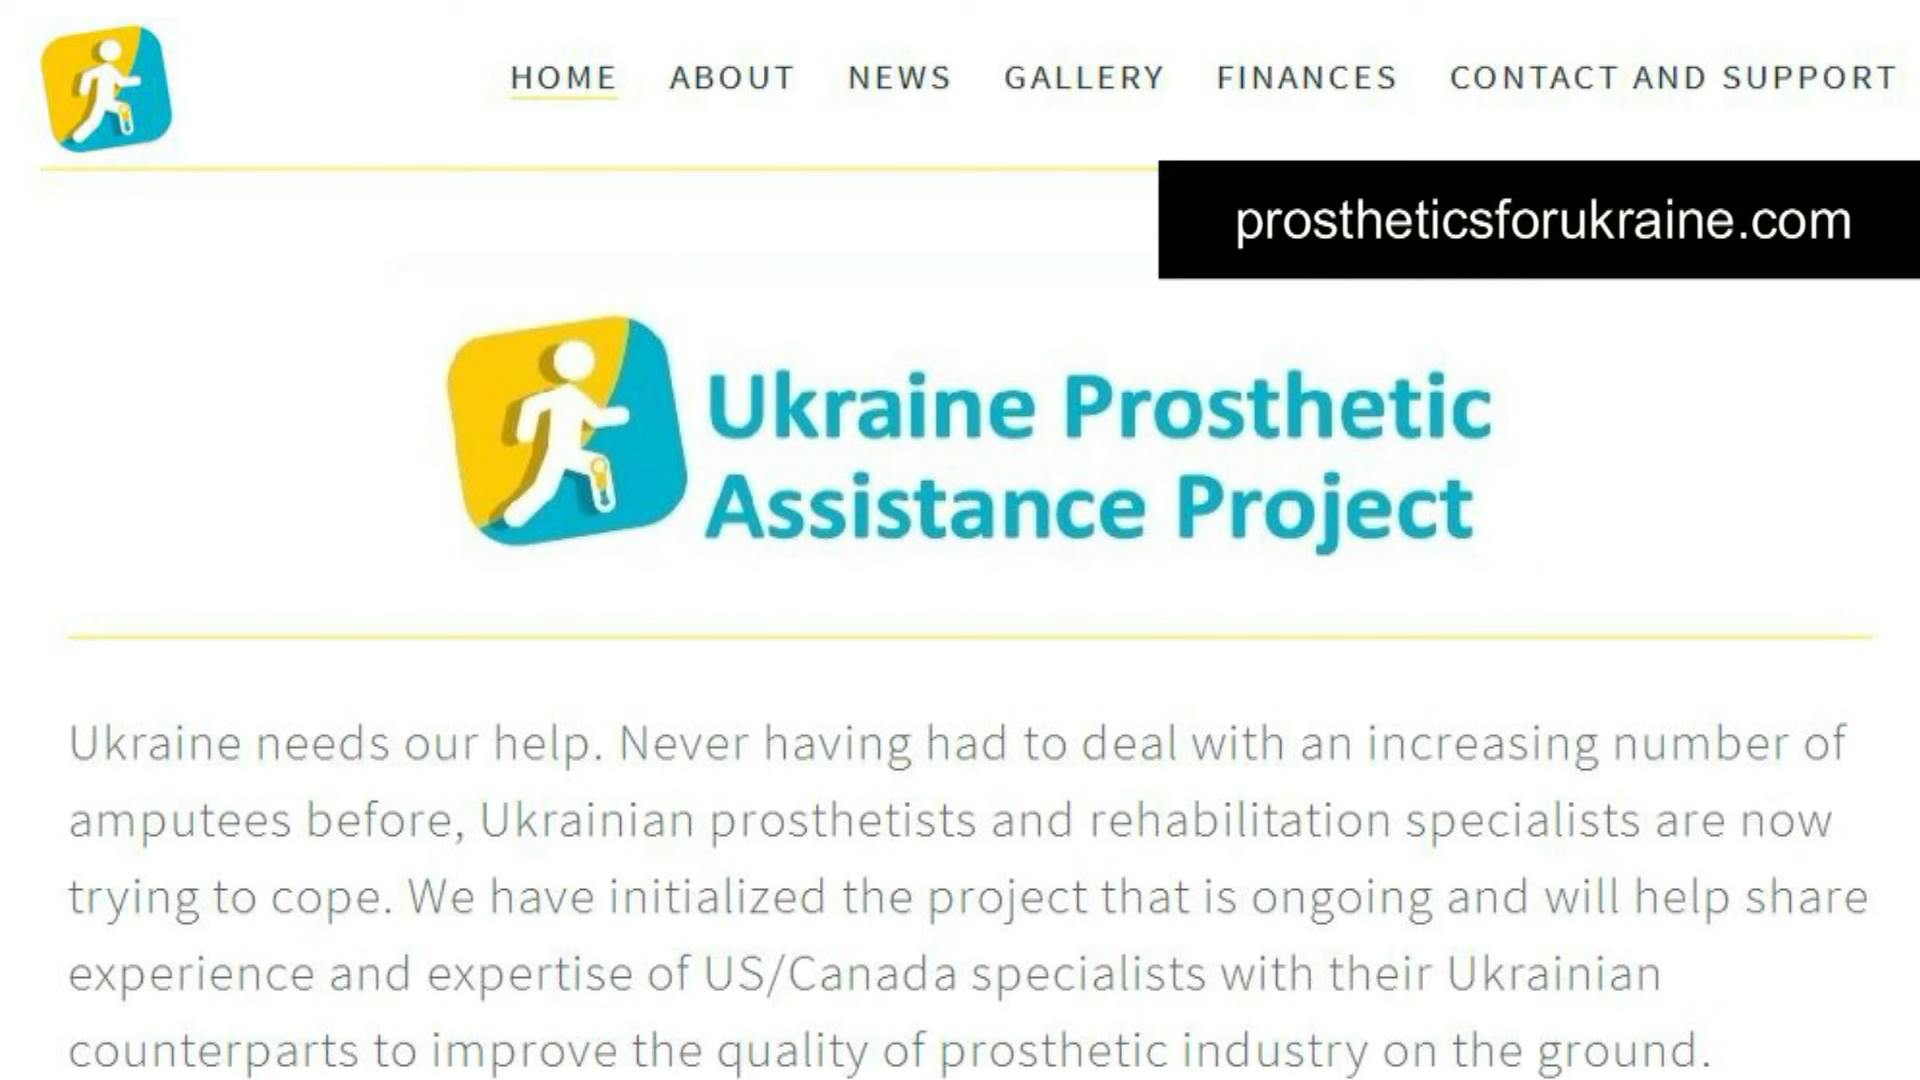 HOME ABOUT NEWS GALLERY FINANCES CONTACT AND SUPPORT
prostheticsforukraine.com
Ukraine Prosthetic
Assistance Project
Ukraine needs our help. Never having had to deal with an increasing number of
amputees before, Ukrainian prosthetists and rehabilitation specialists are now
trying to cope. We have initialized the project that is ongoing and will help share
experience and expertise of US/Canada specialists with their Ukrainian
counterparts to improve the quality of prosthetic industry on the ground.